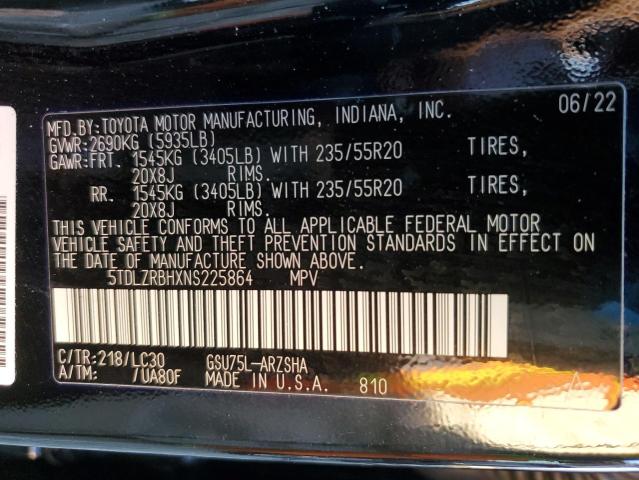 MFD.BY:TOYOTA MOTOR MANUFACTURING, INDIANA, INC. 06/22
GVWR:2690KG (5935LB)
GAWR:FRT. 1545KG (3405LB) WITH 235/55R20 TIRES,
20X8J RIMS.
RR. 1545KG (3405LB) WITH 235/55R20 TIRES,
20X8J RIMS.
THIS VEHICLE CONFORMS TO ALL APPLICABLE FEDERAL MOTOR
VEHICLE SAFETY AND THEFT PREVENTION STANDARDS IN EFFECT ON
THE DATE OF MANUFACTURE SHOWN ABOVE.
5TDLZRBHXNS225864 MPV
C/TR:218/LC30 GSU75L-ARZSHA
A/TM: /UA80F MADE IN U.S.A. 810